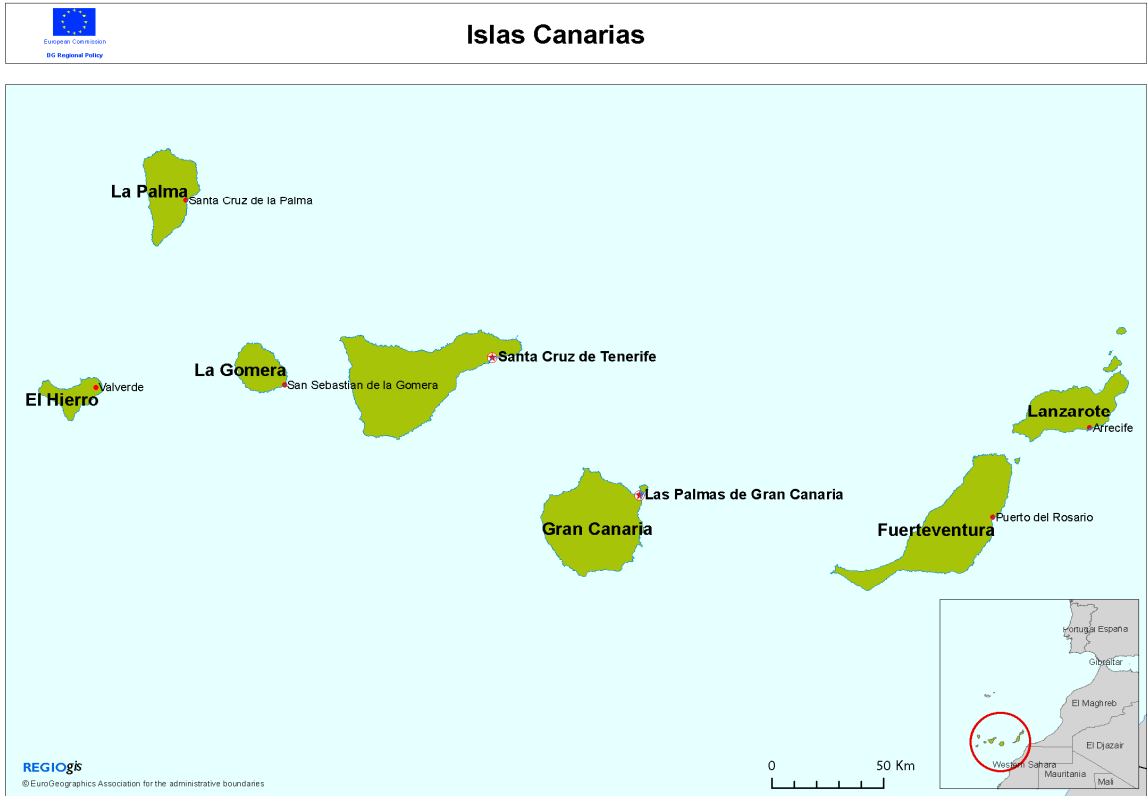 European Commission
DG Regional Policy
Islas Canarias
La Palma
Santa Cruz de la Palma
Santa Cruz de Tenerife
La Gomera
San Sebastian de la Gomera
Valverde
El Hierro
Lanzarote
Arrecife
Las Palmas de Gran Canaria
Gran Canaria
Puerto del Rosario
Fuerteventura
Portugal España
Gibraltar
El Maghreb
El Djazair
Western Sahara
Mauritania
Mali
REGIOgis
© EuroGeographics Association for the administrative boundaries
0 50 Km